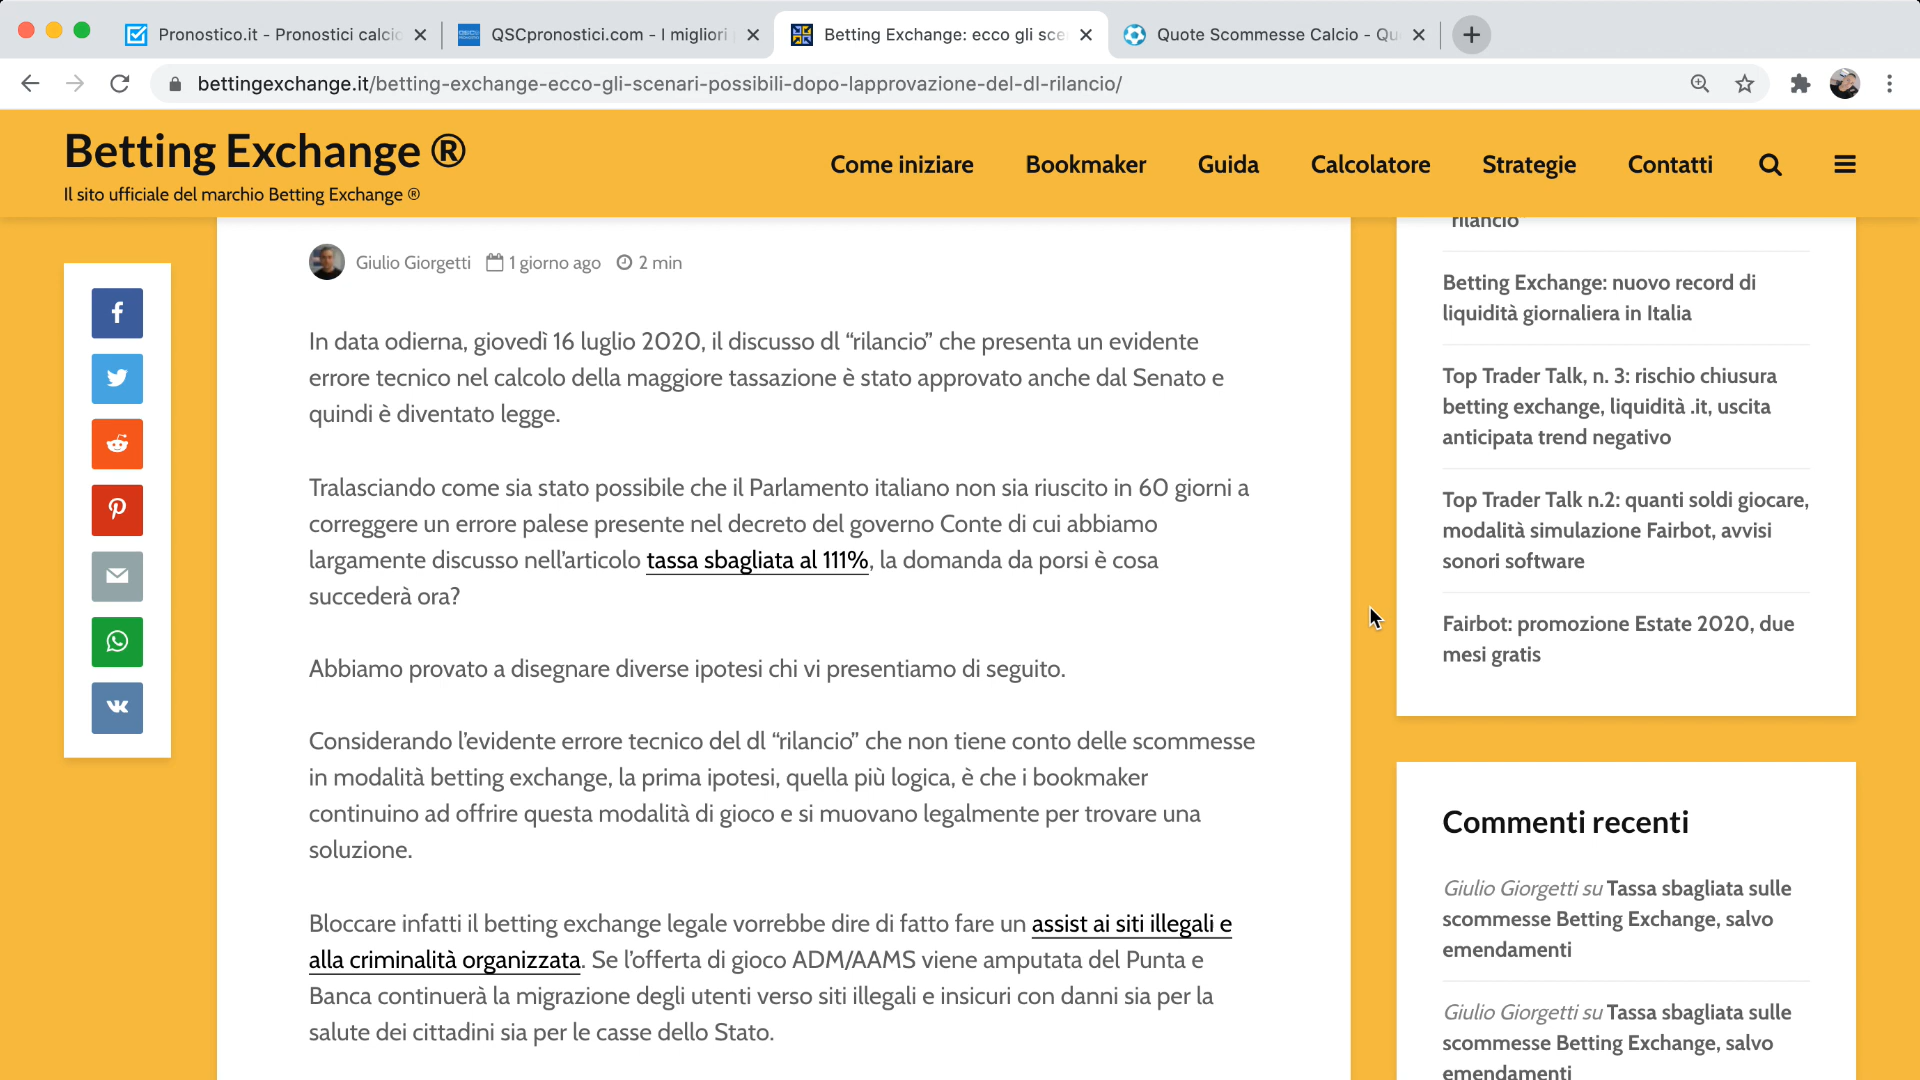 Pronostico.it - Pronostici calcio
QSCpronostici.com - I migliori
Betting Exchange: ecco gli sce
Quote Scommesse Calcio - Qu
bettingexchange.it/betting-exchange-ecco-gli-scenari-possibili-dopo-lapprovazione-del-dl-rilancio/
Betting Exchange ®
Il sito ufficiale del marchio Betting Exchange ®
Come iniziare
Bookmaker
Guida
Calcolatore
Strategie
Contatti
Giulio Giorgetti 1 giorno ago 2 min
In data odierna, giovedì 16 luglio 2020, il discusso dl “rilancio” che presenta un evidente
errore tecnico nel calcolo della maggiore tassazione è stato approvato anche dal Senato e
quindi è diventato legge.
Tralasciando come sia stato possibile che il Parlamento italiano non sia riuscito in 60 giorni a
correggere un errore palese presente nel decreto del governo Conte di cui abbiamo
largamente discusso nell’articolo tassa sbagliata al 111%, la domanda da porsi è cosa
succederà ora?
Abbiamo provato a disegnare diverse ipotesi chi vi presentiamo di seguito.
Considerando l’evidente errore tecnico del dl “rilancio” che non tiene conto delle scommesse
in modalità betting exchange, la prima ipotesi, quella più logica, è che i bookmaker
continuino ad offrire questa modalità di gioco e si muovano legalmente per trovare una
soluzione.
Bloccare infatti il betting exchange legale vorrebbe dire di fatto fare un assist ai siti illegali e
alla criminalità organizzata. Se l’offerta di gioco ADM/AAMS viene amputata del Punta e
Banca continuerà la migrazione degli utenti verso siti illegali e insicuri con danni sia per la
salute dei cittadini sia per le casse dello Stato.
rilancio
Betting Exchange: nuovo record di
liquidità giornaliera in Italia
Top Trader Talk, n. 3: rischio chiusura
betting exchange, liquidità .it, uscita
anticipata trend negativo
Top Trader Talk n.2: quanti soldi giocare,
modalità simulazione Fairbot, avvisi
sonori software
Fairbot: promozione Estate 2020, due
mesi gratis
Commenti recenti
Giulio Giorgetti su Tassa sbagliata sulle
scommesse Betting Exchange, salvo
emendamenti
Giulio Giorgetti su Tassa sbagliata sulle
scommesse Betting Exchange, salvo
emendamenti